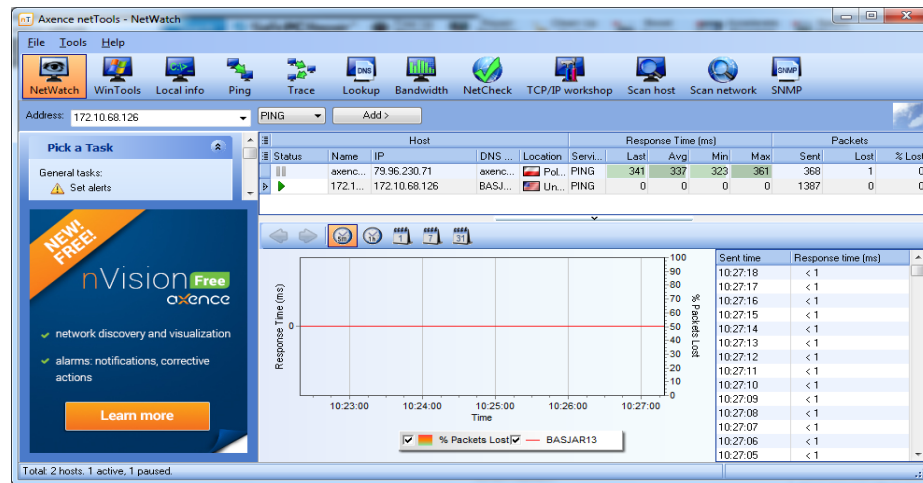 Axence netTools - NetWatch
File Tools Help
NetWatch WinTools Local info Ping Trace Lookup Bandwidth NetCheck TCP/IP workshop Scan host Scan network SNMP
DNS
SNMP
Address: 172.10.68.126 PING Add >
Pick a Task
General tasks:
Set alerts
NEW!
FREE!
nVision Free
axence
network discovery and visualization
alarms: notifications, corrective
actions
Learn more
Host Response Time (ms) Packets
Status Name IP DNS ... Location Servi... Last Avg Min Max Sent Lost % Lost
axenc... 79.96.230.71 axenc... Pol... PING 341 337 323 361 368 1 0
172.1... 172.10.68.126 BASJ... Un... PING 0 0 0 0 1387 0 0
5m 1h 1 7 31
Response Time (ms)
0
100
90
80
70
60
50
40
30
20
10
0
% Packets Lost
10:23:00 10:24:00 10:25:00 10:26:00 10:27:00
Time
% Packets Lost BASJAR13
Sent time Response time (ms)
10:27:18 < 1
10:27:17 < 1
10:27:16 < 1
10:27:15 < 1
10:27:14 < 1
10:27:13 < 1
10:27:12 < 1
10:27:11 < 1
10:27:10 < 1
10:27:09 < 1
10:27:08 < 1
10:27:07 < 1
10:27:06 < 1
10:27:05 < 1
Total: 2 hosts. 1 active, 1 paused.